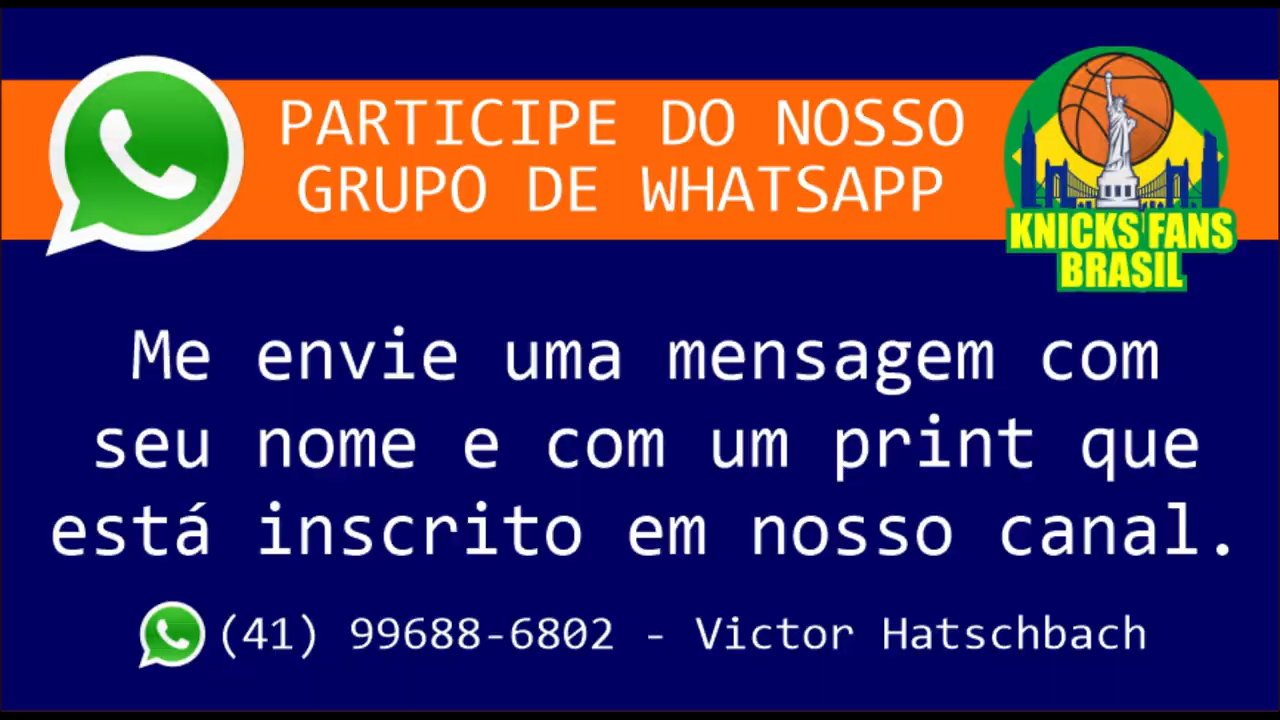 PARTICIPE DO NOSSO
GRUPO DE WHATSAPP
KNICKS FANS
BRASIL
Me envie uma mensagem com
seu nome e com um print que
está inscrito em nosso canal.
(41) 99688-6802 - Victor Hatschbach